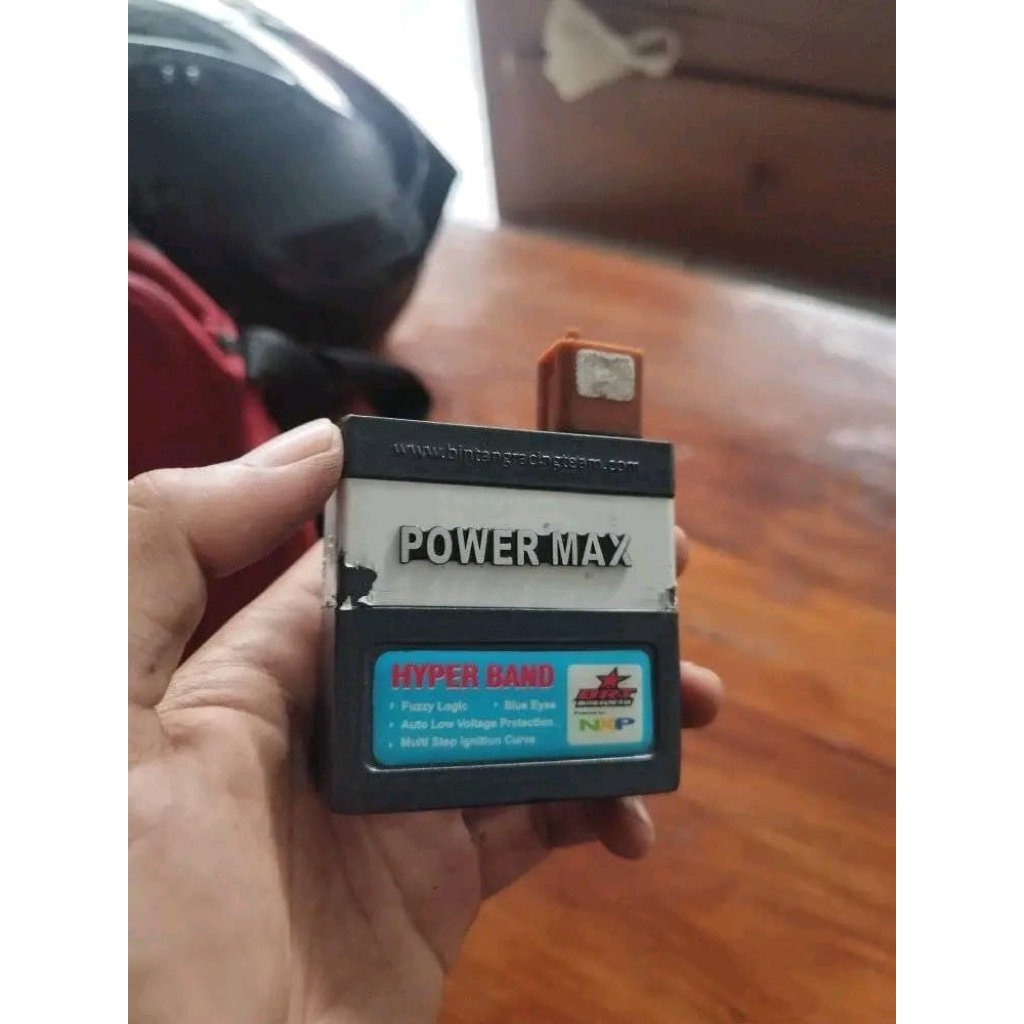 www.bintangracingteam.com
POWER MAX
HYPER BAND
Fuzzy Logic
Blue Eyes
Auto Low Voltage Protection
Multi Step Ignition Curve
BRT
NXP